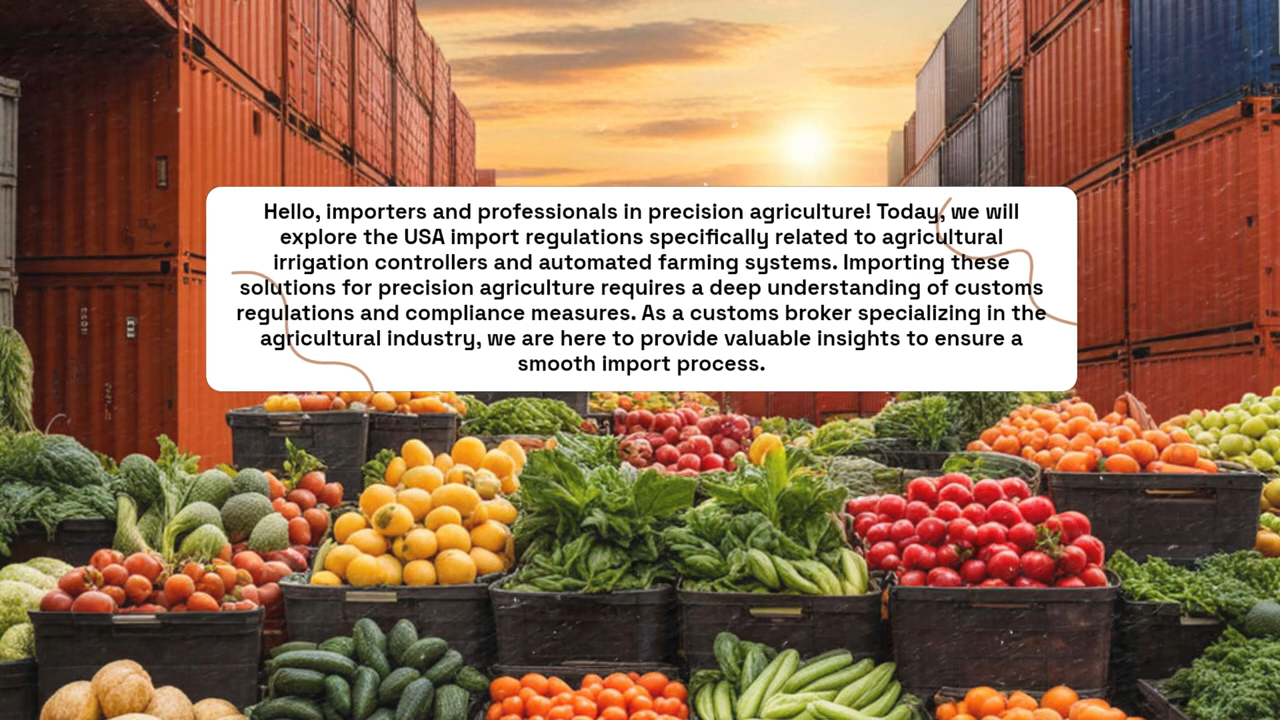 Hello, importers and professionals in precision agriculture! Today, we will
explore the USA import regulations specifically related to agricultural
irrigation controllers and automated farming systems. Importing these
solutions for precision agriculture requires a deep understanding of customs
regulations and compliance measures. As a customs broker specializing in the
agricultural industry, we are here to provide valuable insights to ensure a
smooth import process.